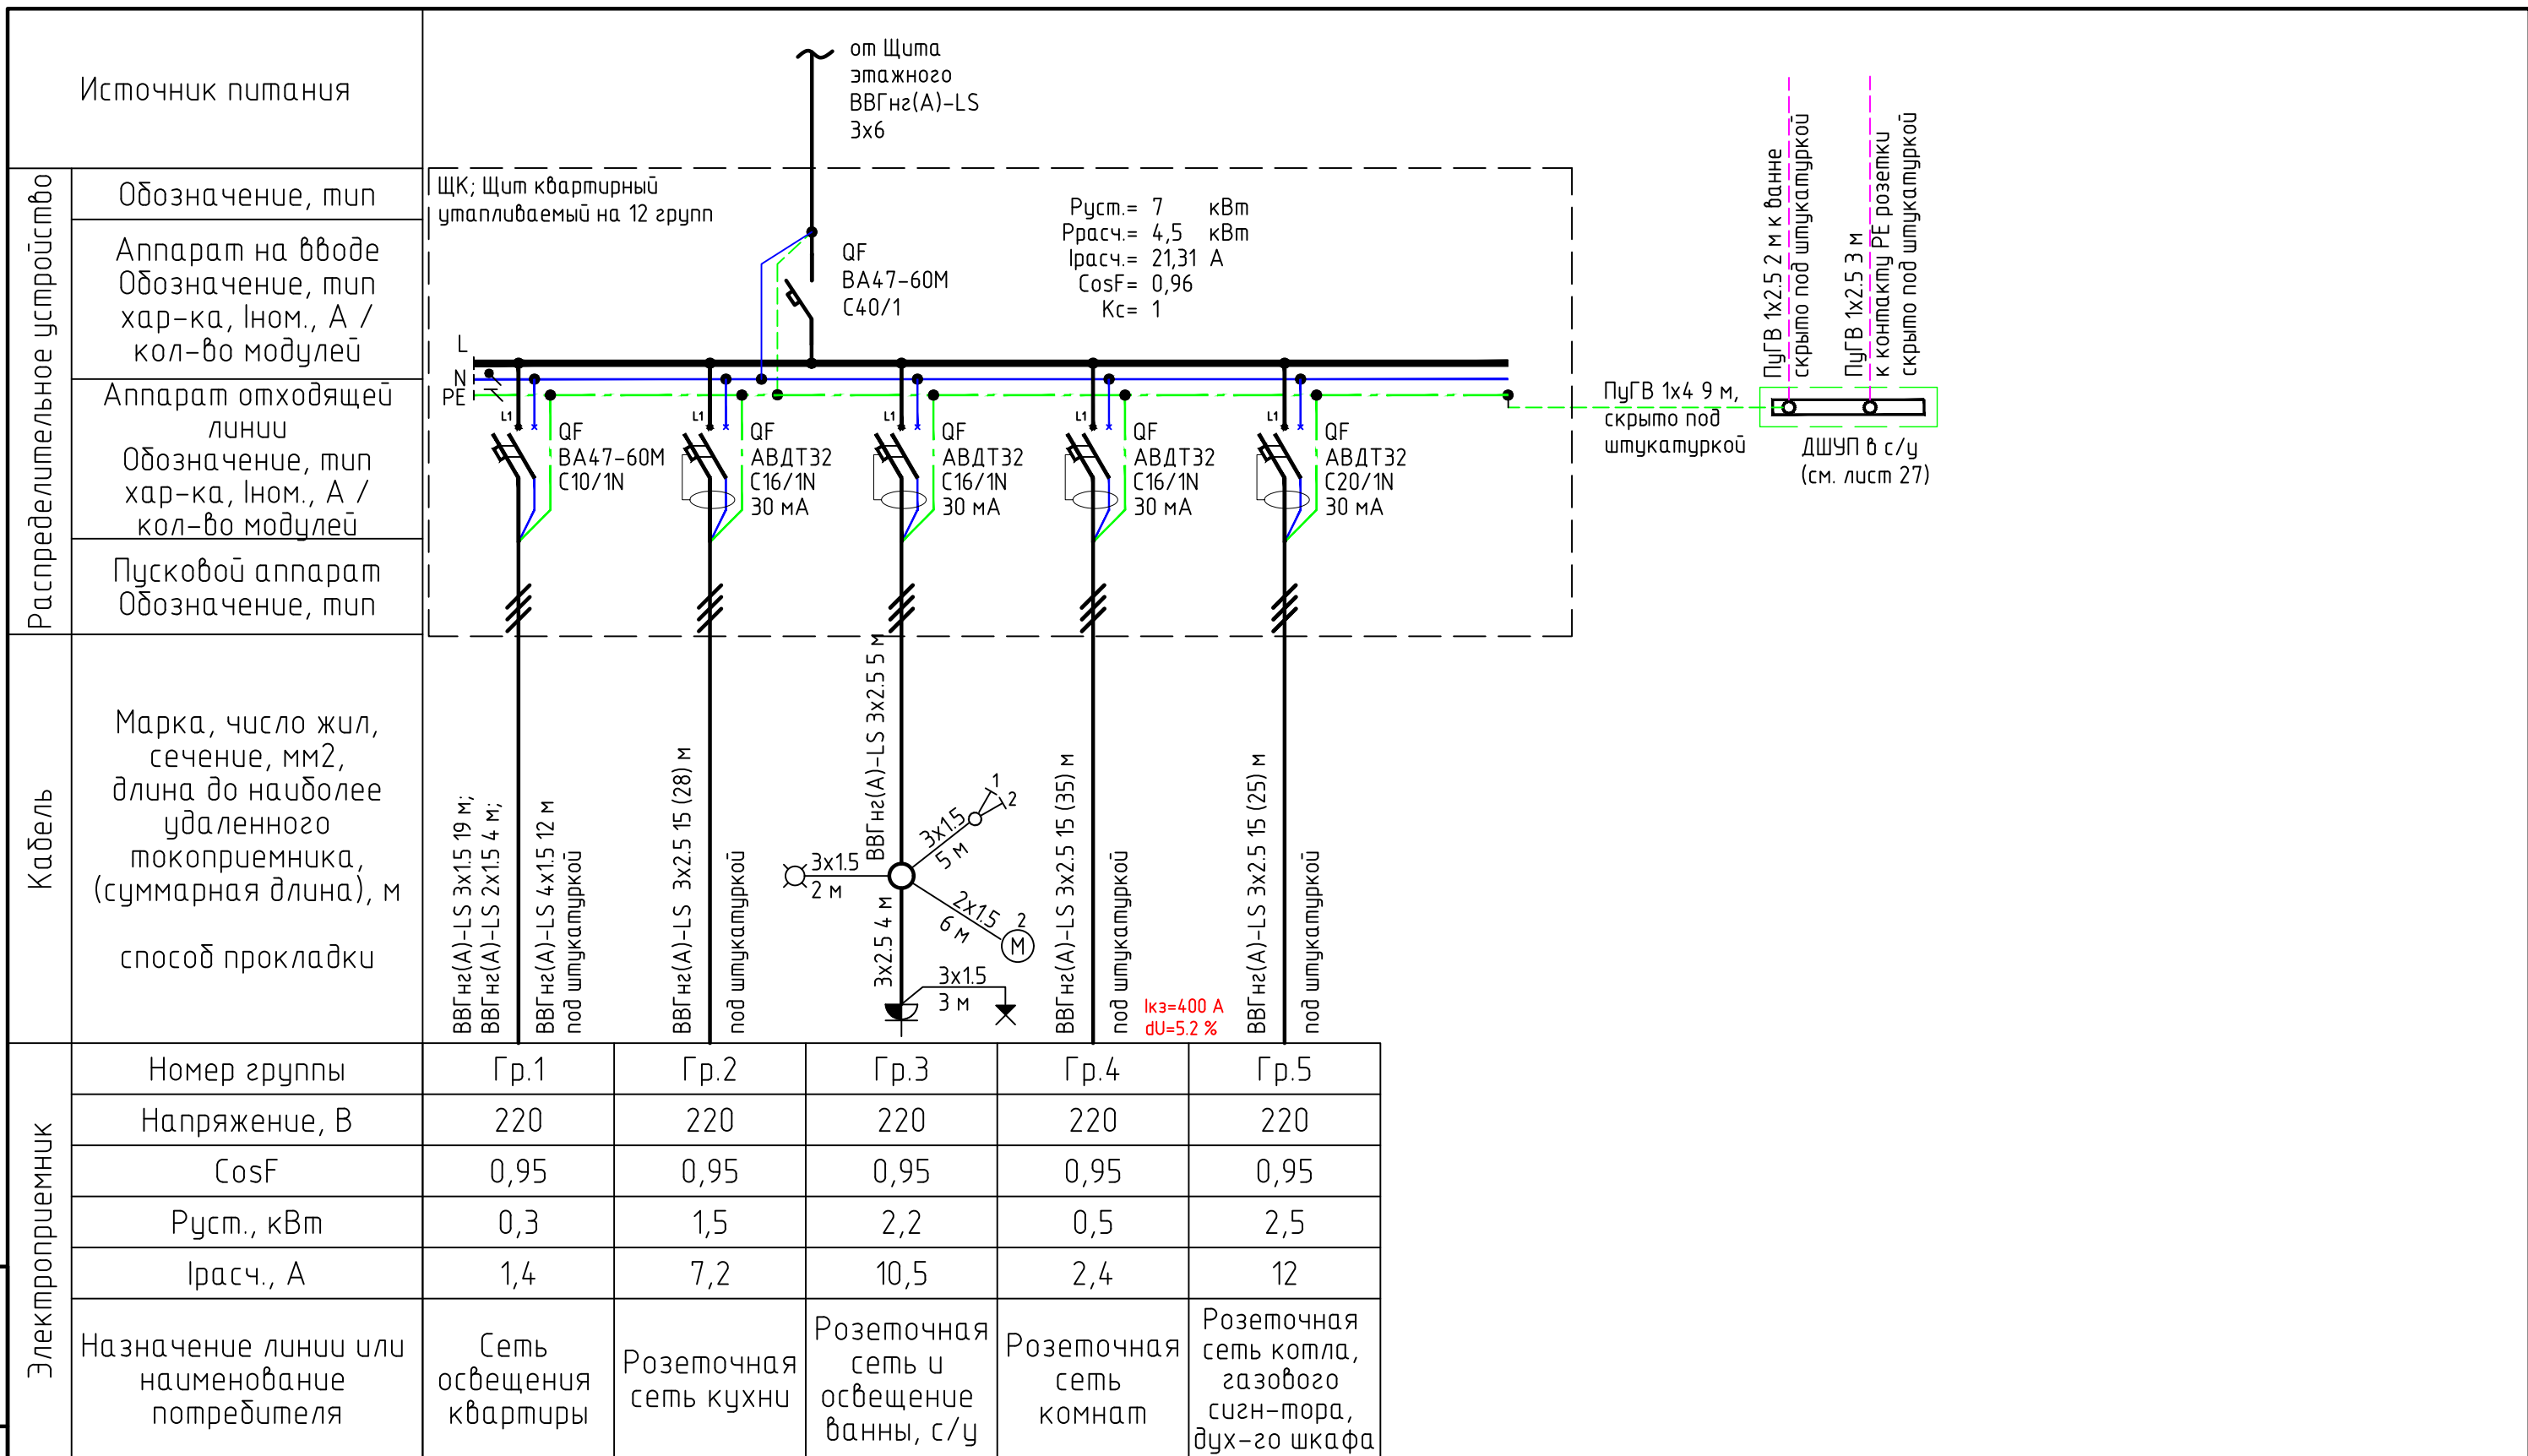 Источник питания
от Щита
этажного
ВВГнг(А)-LS
3х6
Распределительное устройство
Обозначение, тип
Аппарат на вводе
Обозначение, тип
хар-ка, Iном., А /
кол-во модулей
Аппарат отходящей
линии
Обозначение, тип
хар-ка, Iном., А /
кол-во модулей
Пусковой аппарат
Обозначение, тип
ЩК; Щит квартирный
утапливаемый на 12 групп
QF
ВА47-60М
С40/1
Pуст.= 7 кВт
Pрасч.= 4,5 кВт
Iрасч.= 21,31 А
CosF= 0,96
Кс= 1
L
N
PE
L1
QF
ВА47-60М
С10/1N
L1
QF
АВДТ32
С16/1N
30 мА
L1
QF
АВДТ32
С16/1N
30 мА
L1
QF
АВДТ32
С16/1N
30 мА
L1
QF
АВДТ32
С20/1N
30 мА
ПуГВ 1х4 9 м,
скрыто под
штукатуркой
ПуГВ 1х2.5 2 м к ванне
скрыто под штукатуркой
ПуГВ 1х2.5 3 м
к контакту PE розетки
скрыто под штукатуркой
ДШУП в с/у
(см. лист 27)
Кабель
Марка, число жил,
сечение, мм2,
длина до наиболее
удаленного
токоприемника,
(суммарная длина), м
способ прокладки
ВВГнг(А)-LS 3х1.5 19 м;
ВВГнг(А)-LS 2х1.5 4 м;
ВВГнг(А)-LS 4х1.5 12 м
под штукатуркой
ВВГнг(А)-LS 3х2.5 15 (28) м
под штукатуркой
ВВГнг(А)-LS 3х2.5 5 м
3х1.5
2 м
3х1.5
5 м
1
2
2х1.5
6 м
2
М
3х2.5 4 м
3х1.5
3 м
ВВГнг(А)-LS 3х2.5 15 (35) м
под штукатуркой
Iкз=400 А
dU=5.2 %
ВВГнг(А)-LS 3х2.5 15 (25) м
под штукатуркой
Электроприемник
Номер группы Гр.1 Гр.2 Гр.3 Гр.4 Гр.5
Напряжение, В 220 220 220 220 220
CosF 0,95 0,95 0,95 0,95 0,95
Руст., кВт 0,3 1,5 2,2 0,5 2,5
Iрасч., А 1,4 7,2 10,5 2,4 12
Назначение линии или
наименование
потребителя
Сеть
освещения
квартиры
Розеточная
сеть кухни
Розеточная
сеть и
освещение
ванны, с/у
Розеточная
сеть
комнат
Розеточная
сеть котла,
газового
сигн-тора,
дух-го шкафа